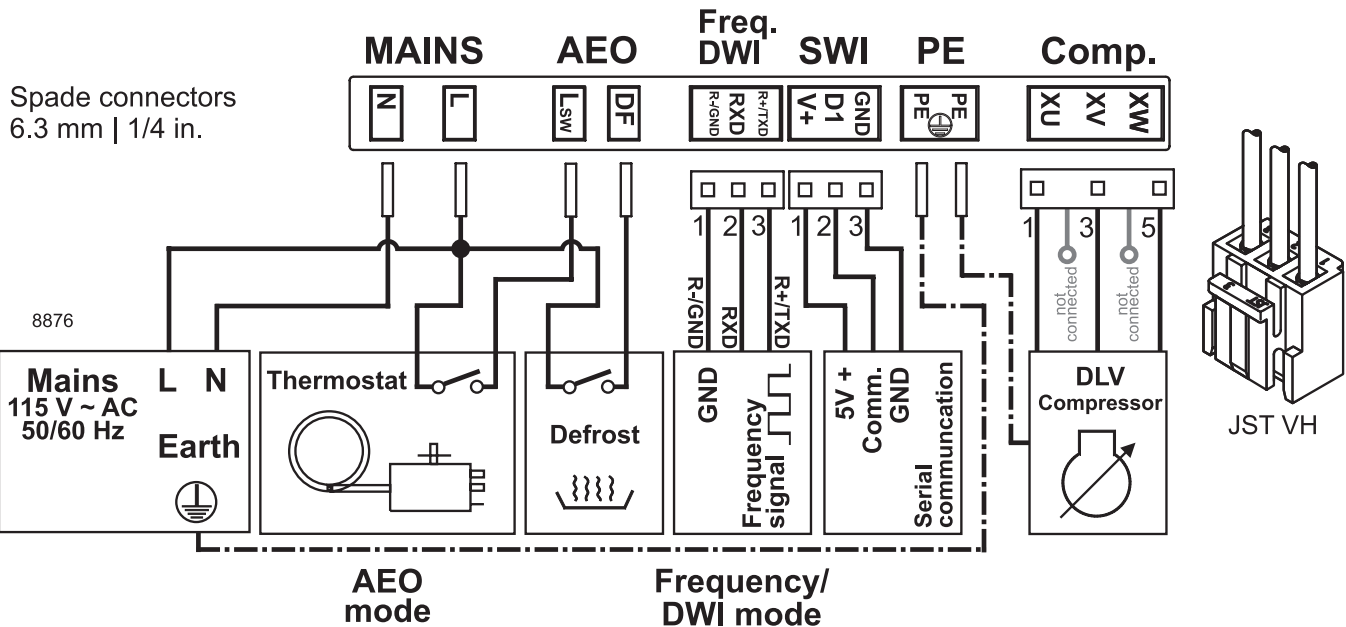 Freq.
MAINS AEO DWI SWI PE Comp.
Spade connectors
6.3 mm | 1/4 in.
N
L
Lsw
DF
R-/GND
RXD
R+/TXD
V+
D1
GND
PE
PE
XU
XV
XW
1 2 3
1 2 3
1 3 5
not
connected
not
connected
R-/GND
RXD
R+/TXD
8876
Mains L N
115 V ~ AC
50/60 Hz
Earth
Thermostat
Defrost
GND
Frequency
signal
5V +
Comm.
GND
Serial
communcation
DLV
Compressor
JST VH
AEO
mode
Frequency/
DWI mode